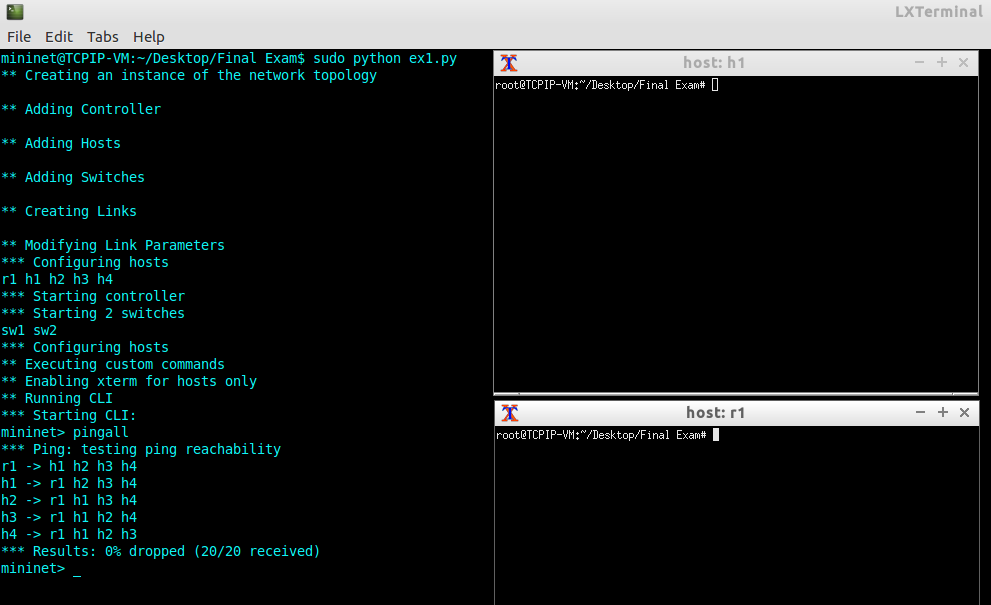 LXTerminal
File Edit Tabs Help
mininet@TCPIP-VM:~/Desktop/Final Exam$ sudo python ex1.py
** Creating an instance of the network topology
** Adding Controller
** Adding Hosts
** Adding Switches
** Creating Links
** Modifying Link Parameters
*** Configuring hosts
r1 h1 h2 h3 h4
*** Starting controller
*** Starting 2 switches
sw1 sw2
*** Configuring hosts
** Executing custom commands
** Enabling xterm for hosts only
** Running CLI
*** Starting CLI:
mininet> pingall
*** Ping: testing ping reachability
r1 -> h1 h2 h3 h4
h1 -> r1 h2 h3 h4
h2 -> r1 h1 h3 h4
h3 -> r1 h1 h2 h4
h4 -> r1 h1 h2 h3
*** Results: 0% dropped (20/20 received)
mininet> _
host: h1
root@TCPIP-VM:~/Desktop/Final Exam#
host: r1
root@TCPIP-VM:~/Desktop/Final Exam#